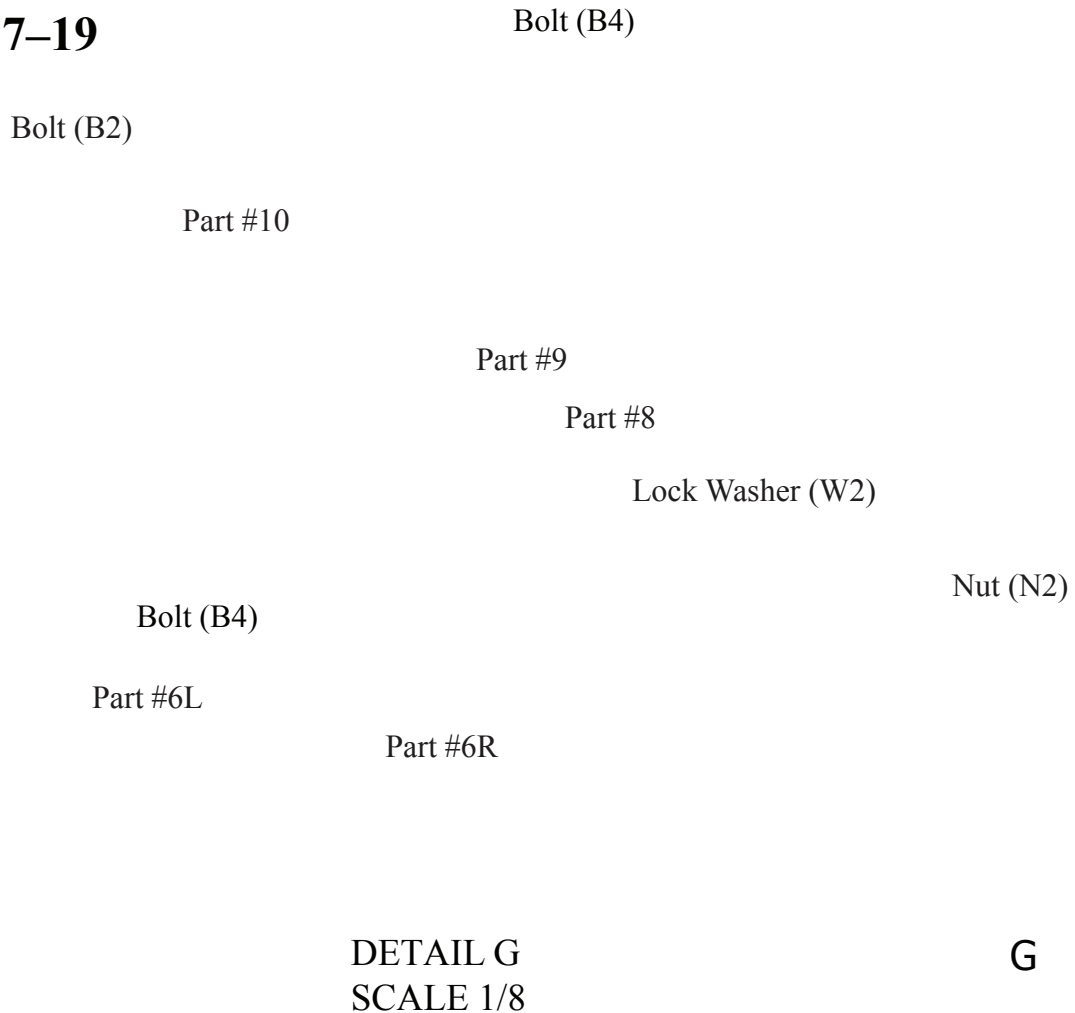 7–19
Bolt (B4)
Bolt (B2)
Part #10
Part #9
Part #8
Lock Washer (W2)
Nut (N2)
Bolt (B4)
Part #6L
Part #6R
DETAIL G
G
SCALE 1/8